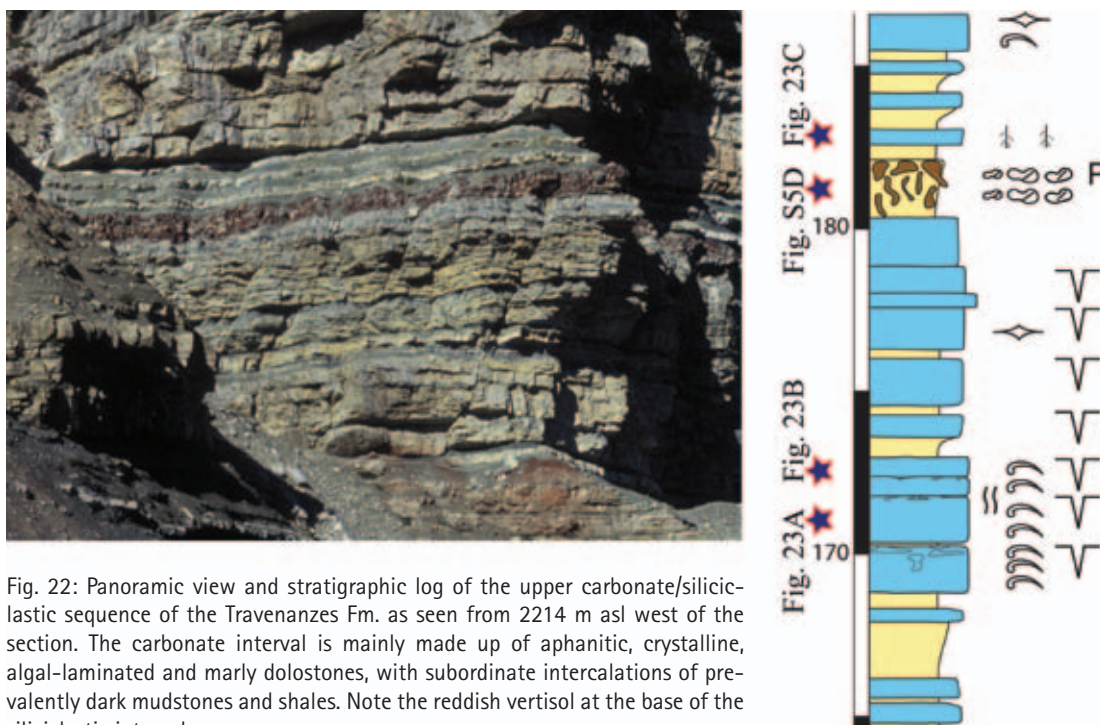 Fig. 23C
Fig. S5D
180
Fig. 23B
Fig. 23A
170
Fig. 22: Panoramic view and stratigraphic log of the upper carbonate/silicic-
lastic sequence of the Travenanzes Fm. as seen from 2214 m asl west of the
section. The carbonate interval is mainly made up of aphanitic, crystalline,
algal-laminated and marly dolostones, with subordinate intercalations of pre-
valently dark mudstones and shales. Note the reddish vertisol at the base of the